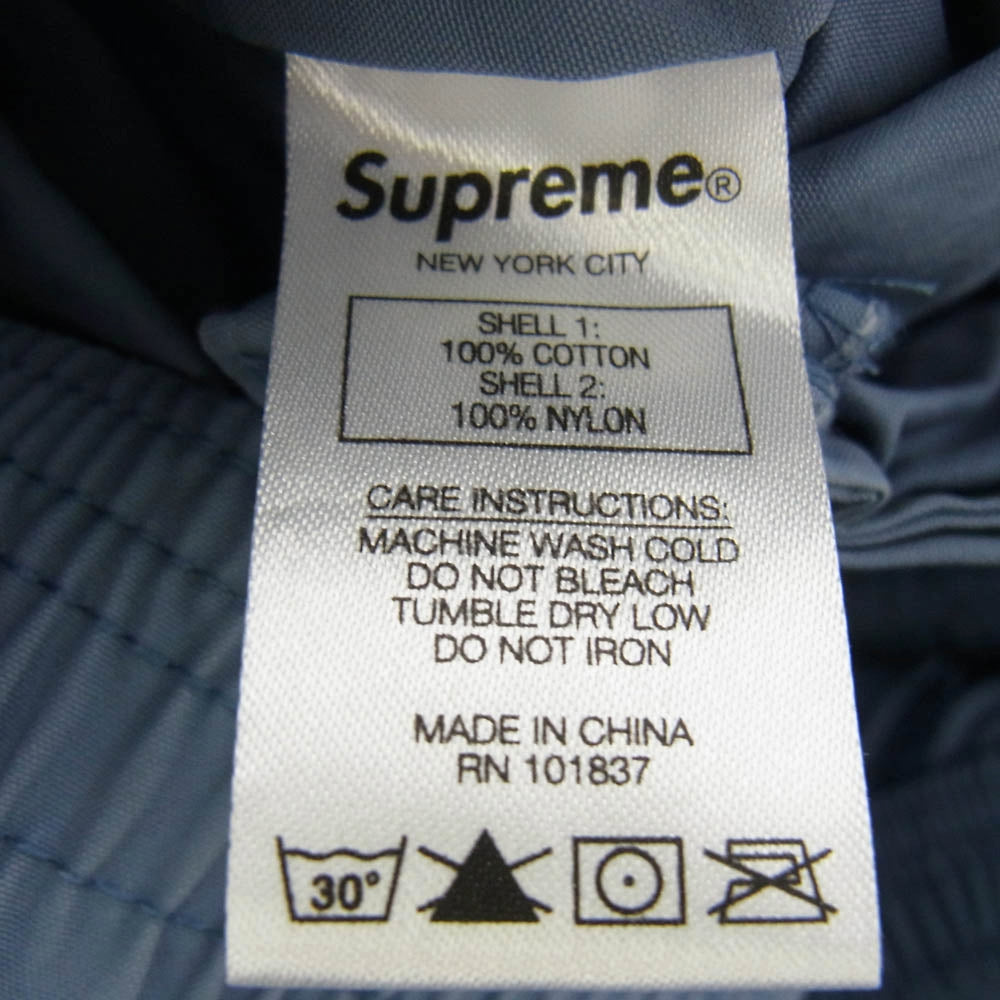 Supreme®
NEW YORK CITY
SHELL 1:
100% COTTON
SHELL 2:
100% NYLON
CARE INSTRUCTIONS:
MACHINE WASH COLD
DO NOT BLEACH
TUMBLE DRY LOW
DO NOT IRON
MADE IN CHINA
RN 101837
30°